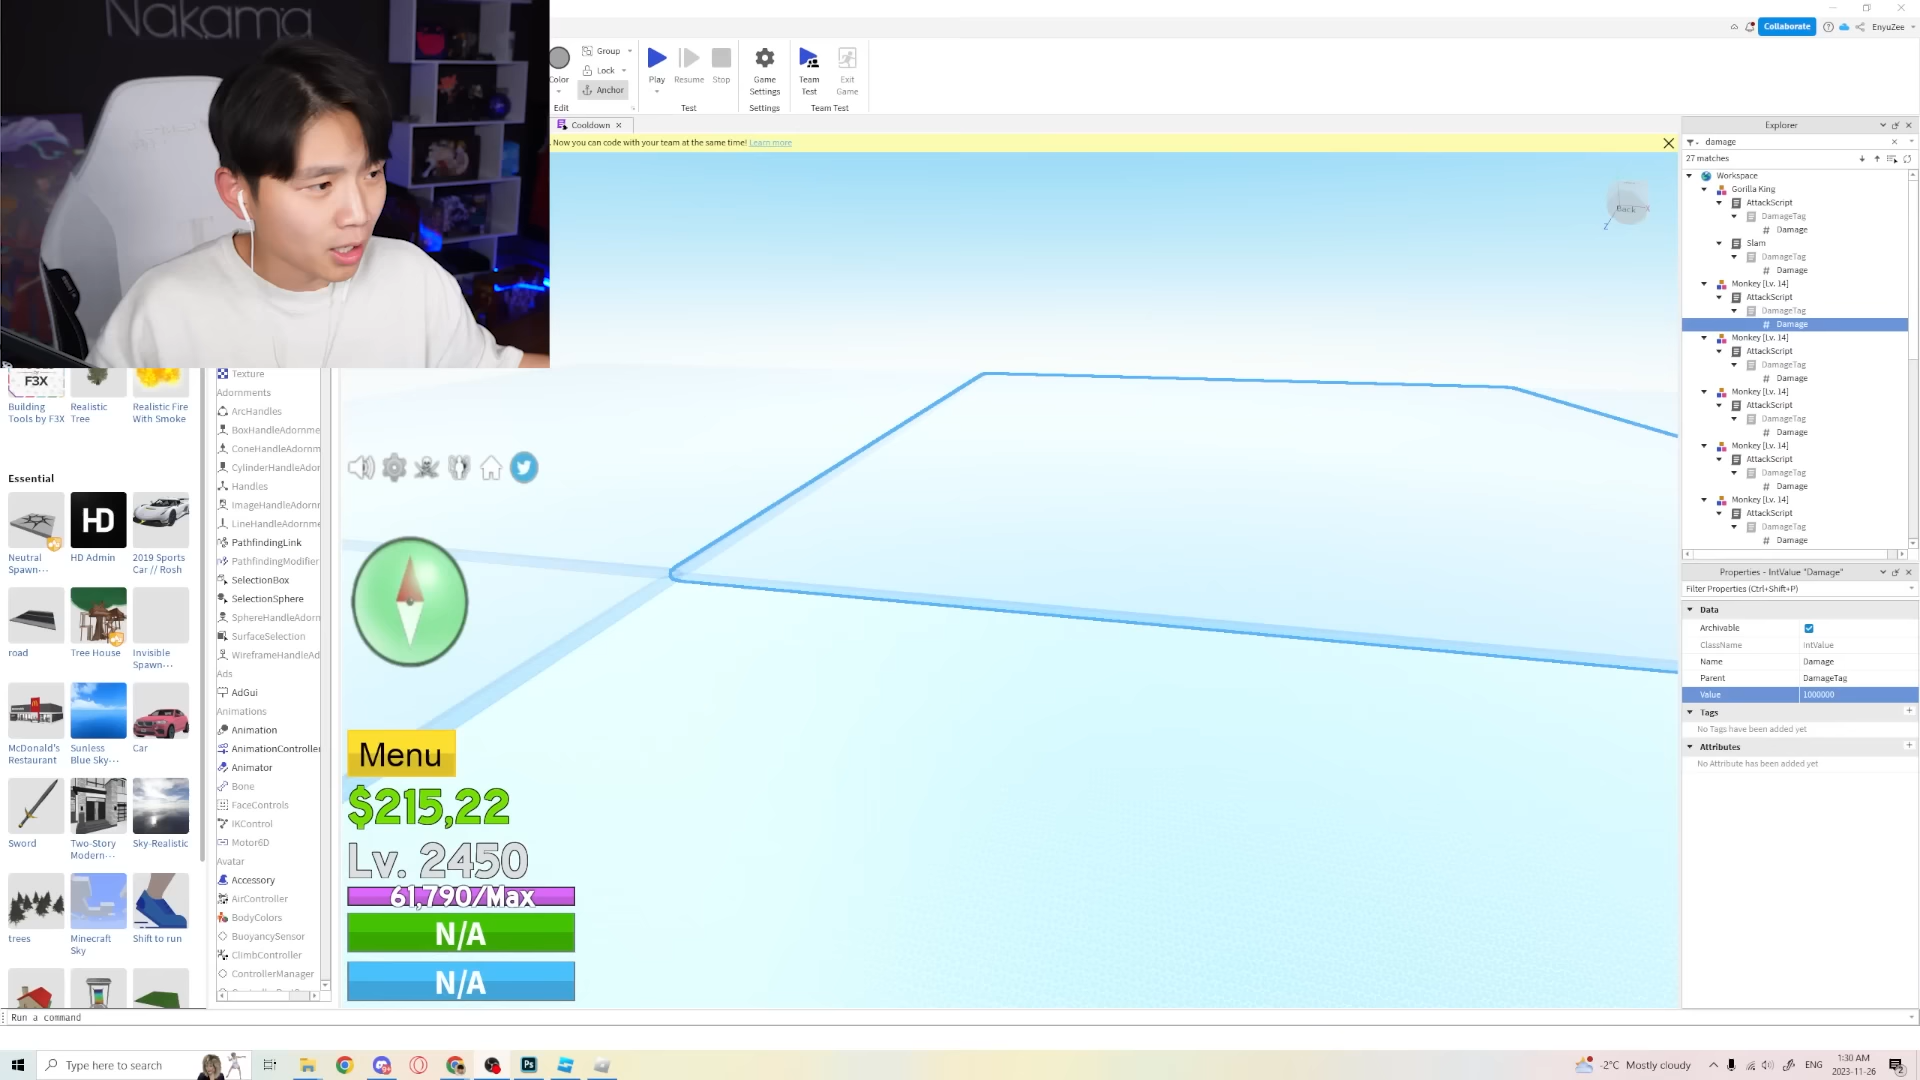 Nakama
Collaborate
EnyuZee
Color
Group
Lock
Anchor
Edit
Play
Resume
Stop
Test
Game Settings
Settings
Team Test
Exit Game
Team Test
Cooldown
Now you can code with your team at the same time! Learn more
Explorer
damage
27 matches
Workspace
Gorilla King
AttackScript
DamageTag
# Damage
Slam
DamageTag
# Damage
Monkey [Lv. 14]
AttackScript
DamageTag
# Damage
Monkey [Lv. 14]
AttackScript
DamageTag
# Damage
Monkey [Lv. 14]
AttackScript
DamageTag
# Damage
Monkey [Lv. 14]
AttackScript
DamageTag
# Damage
Monkey [Lv. 14]
AttackScript
DamageTag
# Damage
Back
Z
Properties - IntValue "Damage"
Filter Properties (Ctrl+Shift+P)
Data
Archivable
ClassName IntValue
Name Damage
Parent DamageTag
Value 1000000
Tags
No Tags have been added yet
Attributes
No Attribute has been added yet
F3X
Building Tools by F3X
Realistic Tree
Realistic Fire With Smoke
Essential
HD
Neutral Spawn...
HD Admin
2019 Sports Car // Rosh
road
Tree House
Invisible Spawn...
McDonald's Restaurant
Sunless Blue Sky...
Car
Sword
Two-Story Modern...
Sky-Realistic
trees
Minecraft Sky
Shift to run
Texture
Adornments
ArcHandles
BoxHandleAdornme
ConeHandleAdornm
CylinderHandleAdor
Handles
ImageHandleAdornr
LineHandleAdornme
PathfindingLink
PathfindingModifier
SelectionBox
SelectionSphere
SphereHandleAdorn
SurfaceSelection
WireframeHandleAd
Ads
AdGui
Animations
Animation
AnimationController
Animator
Bone
FaceControls
IKControl
Motor6D
Avatar
Accessory
AirController
BodyColors
BuoyancySensor
ClimbController
ControllerManager
Menu
$215,22
Lv. 2450
61,790/Max
N/A
N/A
Run a command
Type here to search
Ps
-2°C Mostly cloudy
ENG
1:30 AM
2023-11-26
2